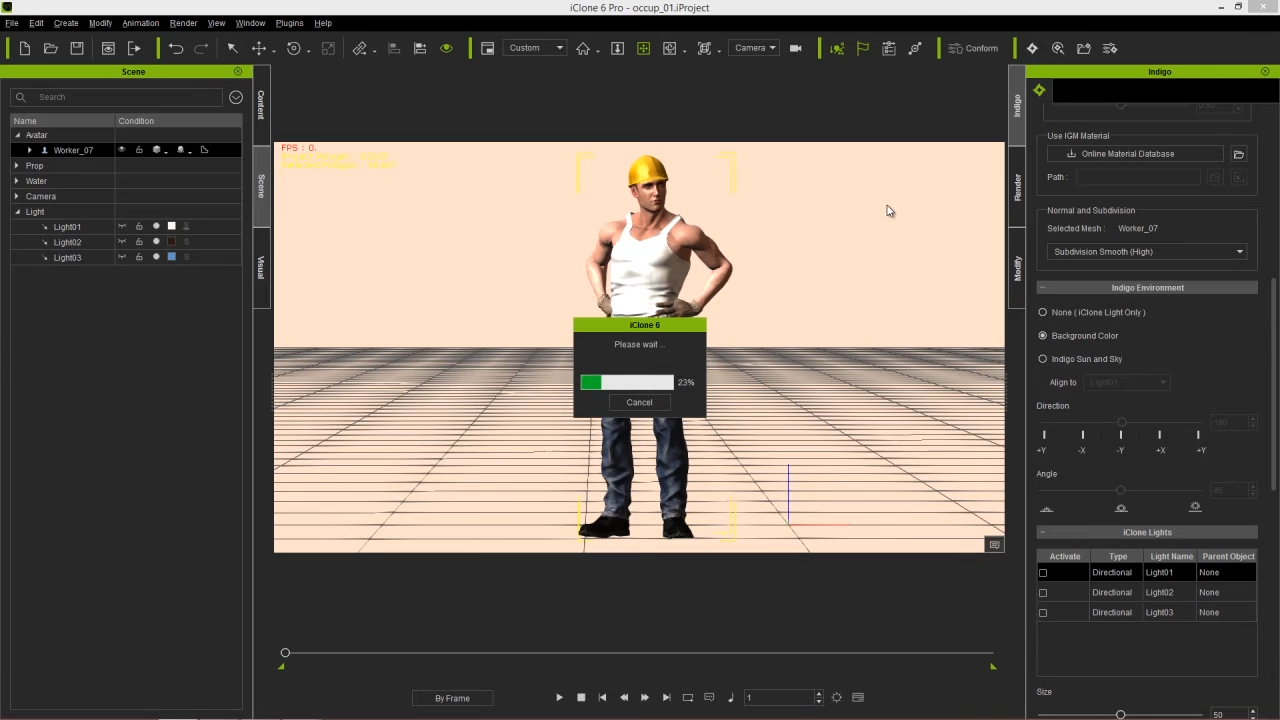 iClone 6 Pro - occup_01.iProject
File Edit Create Modify Animation Render View Window Plugins Help
Custom
Camera
Conform
Scene
Search
Name Condition
Avatar
Worker_07
Prop
Water
Camera
Light
Light01
Light02
Light03
Content
Scene
Visual
FPS : 0.
iClone 6
Please wait ...
23%
Cancel
By Frame
1
Indigo
Render
Modify
Indigo
Use IGM Material
Online Material Database
Path :
Normal and Subdivision
Selected Mesh : Worker_07
Subdivision Smooth (High)
Indigo Environment
None ( iClone Light Only )
Background Color
Indigo Sun and Sky
Align to Light01
Direction
180
+Y -X -Y +X +Y
Angle
45
iClone Lights
Activate Type Light Name Parent Object
Directional Light01 None
Directional Light02 None
Directional Light03 None
Size
50